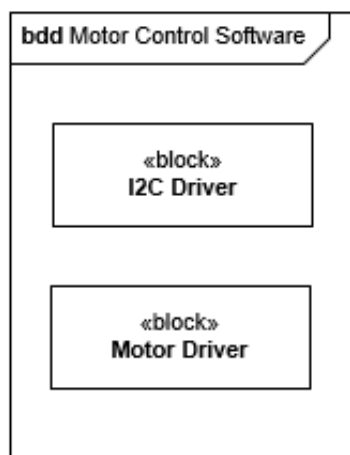 bdd Motor Control Software
«block»
I2C Driver
«block»
Motor Driver